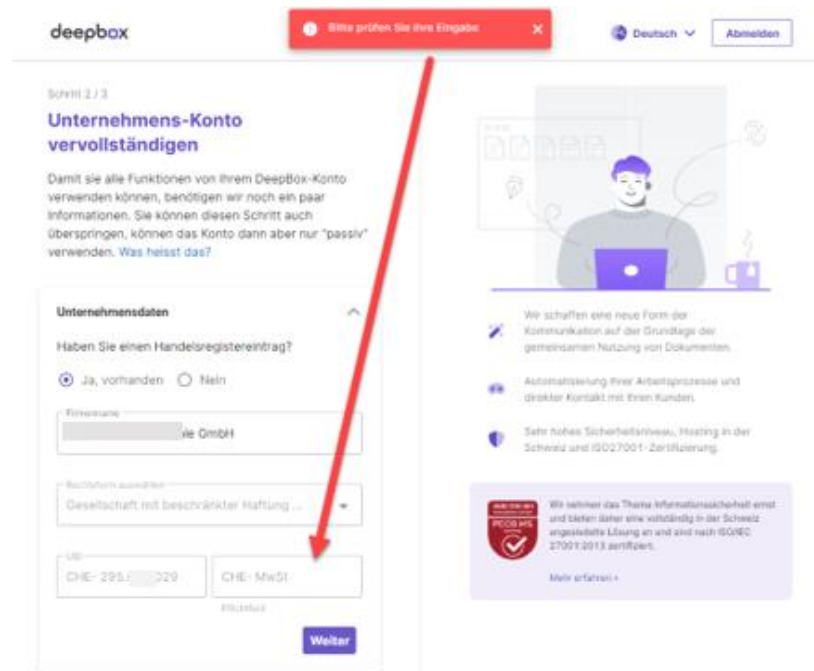 deepbox
Bitte prüfen Sie Ihre Eingabe
Deutsch
Abmelden
Schritt 2 / 3
Unternehmens-Konto
vervollständigen
Damit sie alle Funktionen von Ihrem DeepBox-Konto
verwenden können, benötigen wir noch ein paar
Informationen. Sie können diesen Schritt auch
überspringen, können das Konto dann aber nur "passiv"
verwenden. Was heisst das?
Unternehmensdaten
Haben Sie einen Handelsregistereintrag?
Ja, vorhanden
Nein
Firmenname
ie GmbH
Rechtsform auswählen
Gesellschaft mit beschränkter Haftung ...
UID
CHE- 295. 029
CHE- MwSt
Pflichtfeld
Weiter
Wir schaffen eine neue Form der
Kommunikation auf der Grundlage der
gemeinsamen Nutzung von Dokumenten.
Automatisierung Ihrer Arbeitsprozesse und
direkter Kontakt mit Ihren Kunden.
Sehr hohes Sicherheitsniveau, Hosting in der
Schweiz und ISO27001-Zertifizierung.
PECB MS
Wir nehmen das Thema Informationssicherheit ernst
und bieten daher eine vollständig in der Schweiz
angesiedelte Lösung an und sind nach ISO/IEC
27001:2013 zertifiziert.
Mehr erfahren »